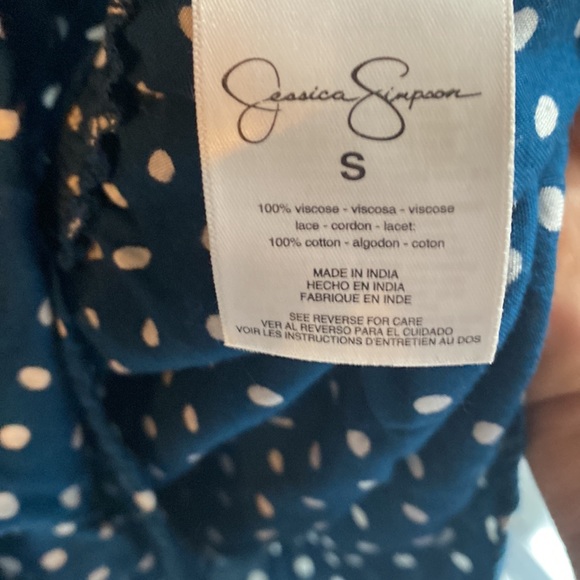 Jessica Simpson
S
100% viscose - viscosa - viscose
lace - cordon - lacet:
100% cotton - algodon - coton
MADE IN INDIA
HECHO EN INDIA
FABRIQUE EN INDE
SEE REVERSE FOR CARE
VER AL REVERSO PARA EL CUIDADO
VOIR LES INSTRUCTIONS D'ENTRETIEN AU DOS